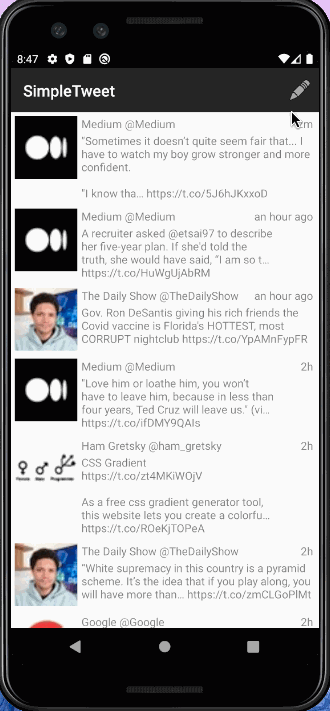 8:47
SimpleTweet
Medium @Medium
"Sometimes it doesn't quite seem fair that... I
have to watch my boy grow stronger and more
confident.
"I know tha... https://t.co/5J6hJKxxoD
Medium @Medium an hour ago
A recruiter asked @etsai97 to describe
her five-year plan. If she'd told the
truth, she would have said, "I am so t...
https://t.co/HuWgUjAbRM
The Daily Show @TheDailyShow an hour ago
Gov. Ron DeSantis giving his rich friends the
Covid vaccine is Florida's HOTTEST, most
CORRUPT nightclub https://t.co/YpAMnFypFR
Medium @Medium 2h
"Love him or loathe him, you won't
have to leave him, because in less than
four years, Ted Cruz will leave us." (vi...
https://t.co/ifDMY9QAIs
Ham Gretsky @ham_gretsky 2h
CSS Gradient
https://t.co/zt4MKiWOjV
As a free css gradient generator tool,
this website lets you create a colorfu...
https://t.co/ROeKjTOPeA
The Daily Show @TheDailyShow 2h
"White supremacy in this country is a pyramid
scheme. It's the idea that if you play along, you
will have more than... https://t.co/zmCLGoPlMt
Google @Google 2h